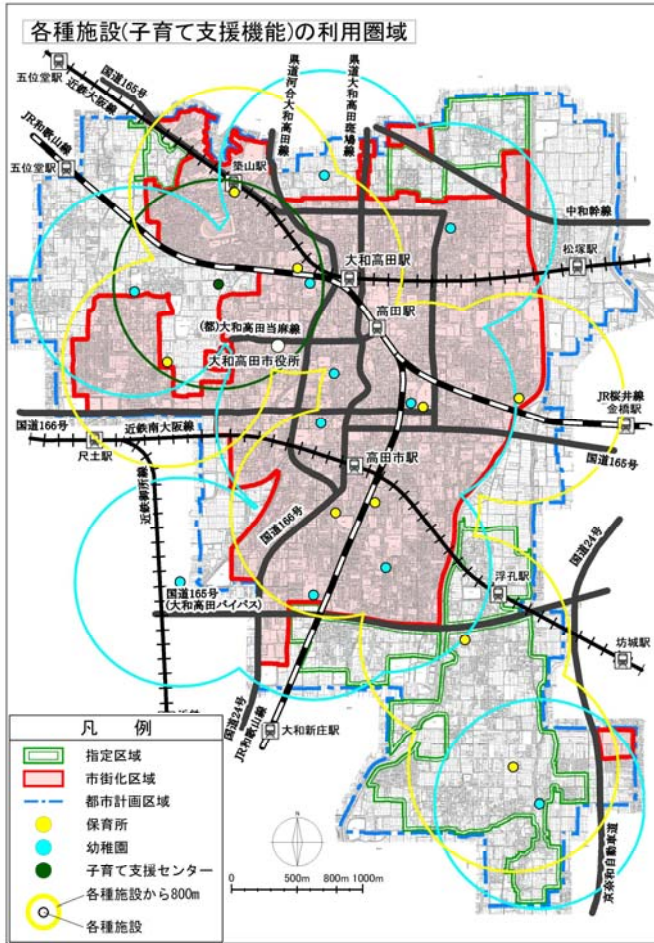 各種施設(子育て支援機能)の利用圏域
五位堂駅
国道165号
近鉄大阪線
県道河合大和高田線
県道大和高田斑鳩線
JR和歌山線
五位堂駅
築山駅
中和幹線
大和高田駅
松塚駅
高田駅
(都)大和高田当麻線
大和高田市役所
JR桜井線
金橋駅
国道166号
近鉄南大阪線
国道165号
尺土駅
高田市駅
近鉄御所線
国道166号
国道24号
浮孔駅
国道165号
(大和高田バイパス)
坊城駅
国道24号
JR和歌山線
大和新庄駅
京奈和自動車道
凡 例
指定区域
市街化区域
都市計画区域
保育所
幼稚園
子育て支援センター
各種施設から800m
各種施設
N
0 500m 800m 1000m